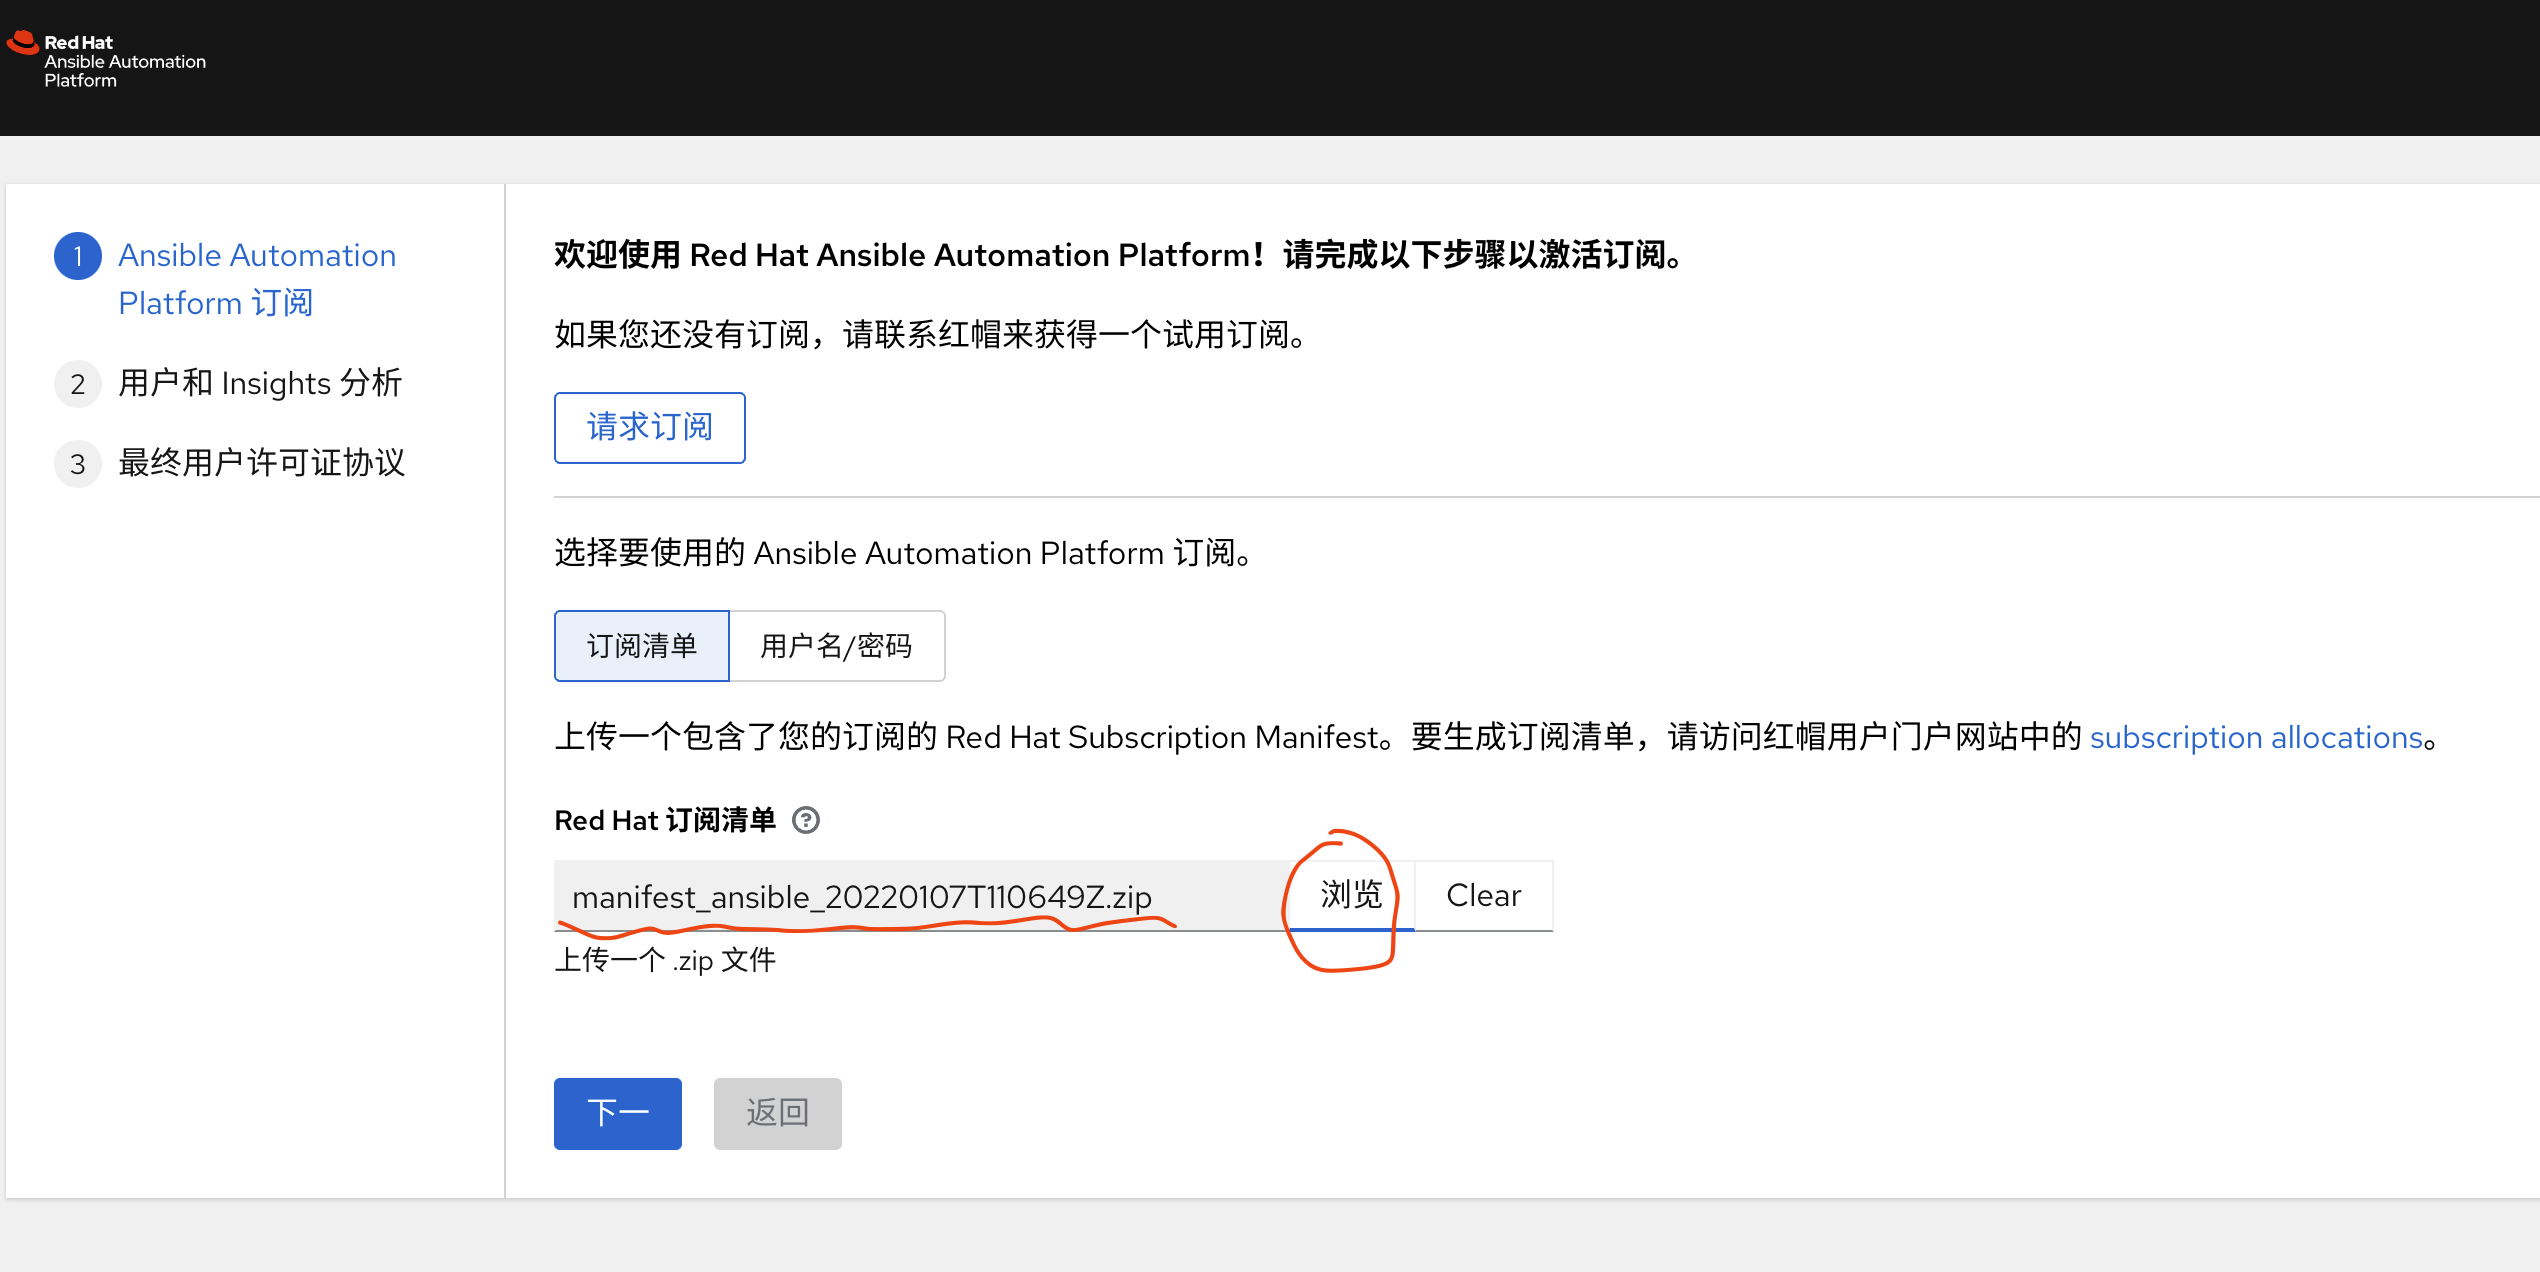 Red Hat
Ansible Automation
Platform
1 Ansible Automation
Platform 订阅
2 用户和 Insights 分析
3 最终用户许可证协议
欢迎使用 Red Hat Ansible Automation Platform！请完成以下步骤以激活订阅。
如果您还没有订阅，请联系红帽来获得一个试用订阅。
请求订阅
选择要使用的 Ansible Automation Platform 订阅。
订阅清单 用户名/密码
上传一个包含了您的订阅的 Red Hat Subscription Manifest。要生成订阅清单，请访问红帽用户门户网站中的 subscription allocations。
Red Hat 订阅清单
manifest_ansible_20220107T110649Z.zip 浏览 Clear
上传一个 .zip 文件
下一 返回